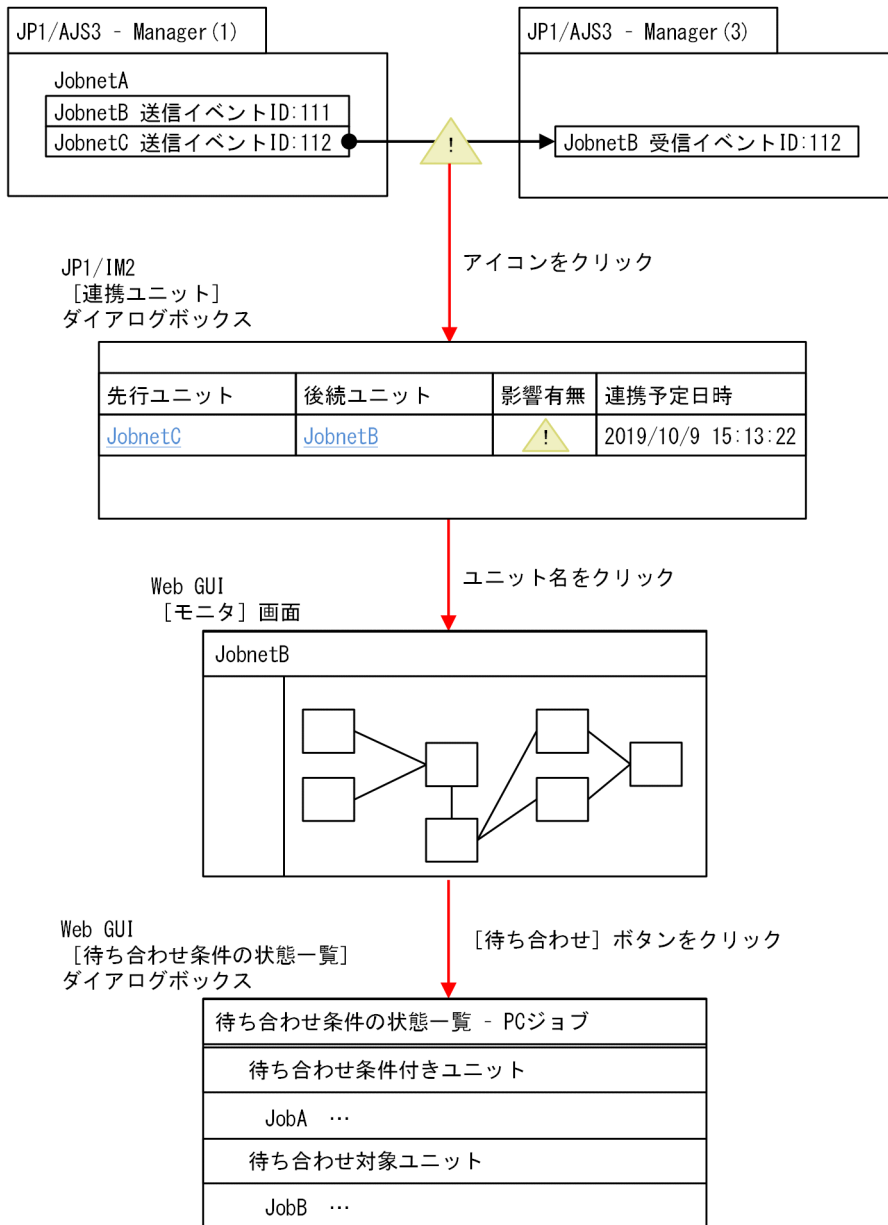 JP1/AJS3 - Manager(1)
JP1/AJS3 - Manager(3)
JobnetA
JobnetB 送信イベントID:111
JobnetC 送信イベントID:112
!
JobnetB 受信イベントID:112
アイコンをクリック
JP1/IM2
［連携ユニット］
ダイアログボックス
先行ユニット 後続ユニット 影響有無 連携予定日時
JobnetC JobnetB ! 2019/10/9 15:13:22
ユニット名をクリック
Web GUI
［モニタ］画面
JobnetB
［待ち合わせ］ボタンをクリック
Web GUI
［待ち合わせ条件の状態一覧］
ダイアログボックス
待ち合わせ条件の状態一覧 - PCジョブ
待ち合わせ条件付きユニット
JobA …
待ち合わせ対象ユニット
JobB …